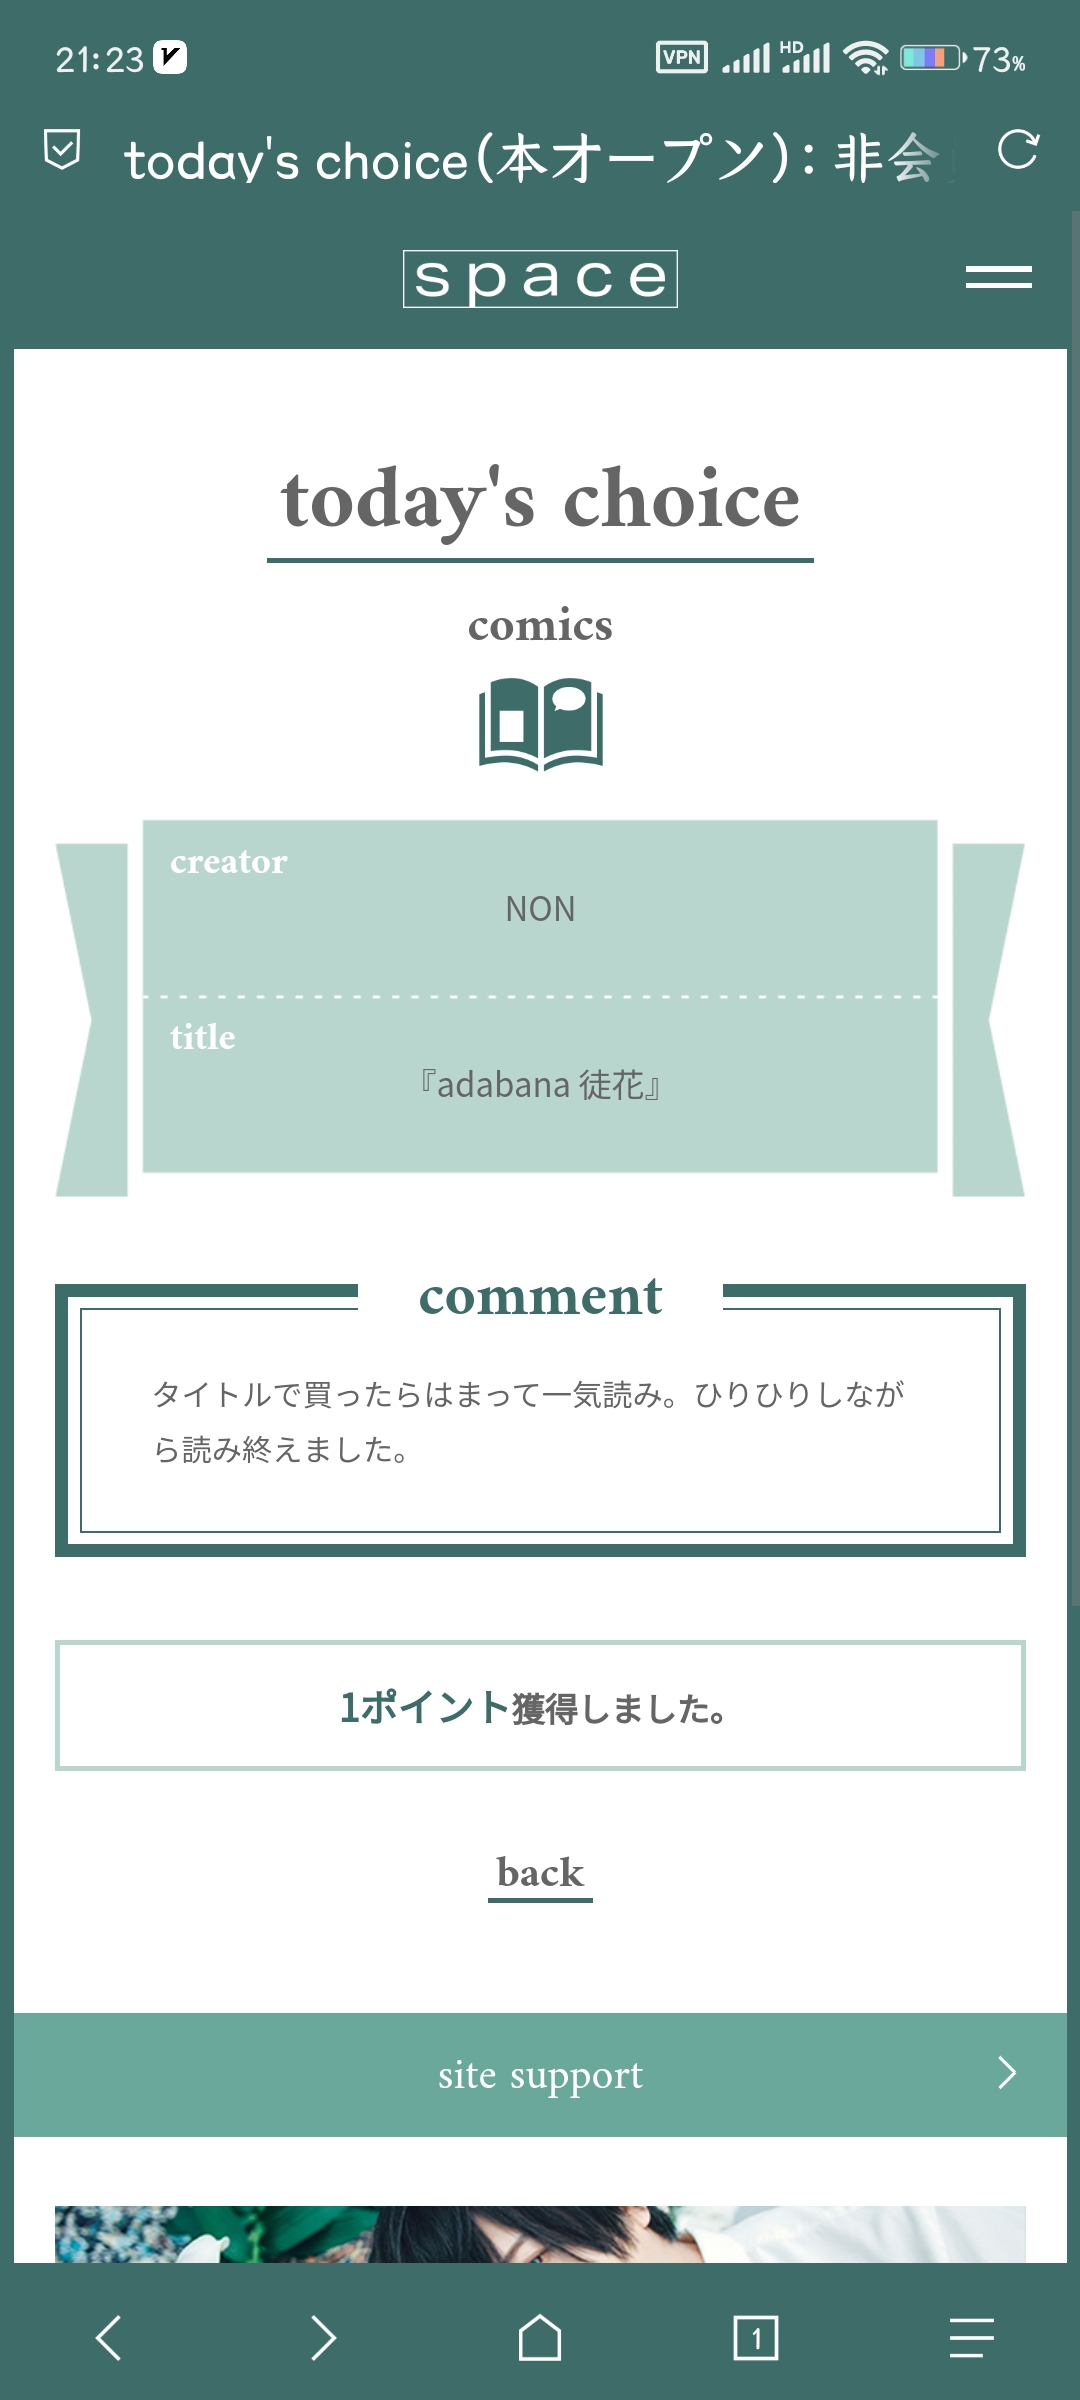 21:23
VPN
HD
73%
today's choice(本オープン): 非会
space
today's choice
comics
creator
NON
title
『adabana 徒花』
comment
タイトルで買ったらはまって一気読み。ひりひりしなが
ら読み終えました。
1ポイント獲得しました。
back
site support
1